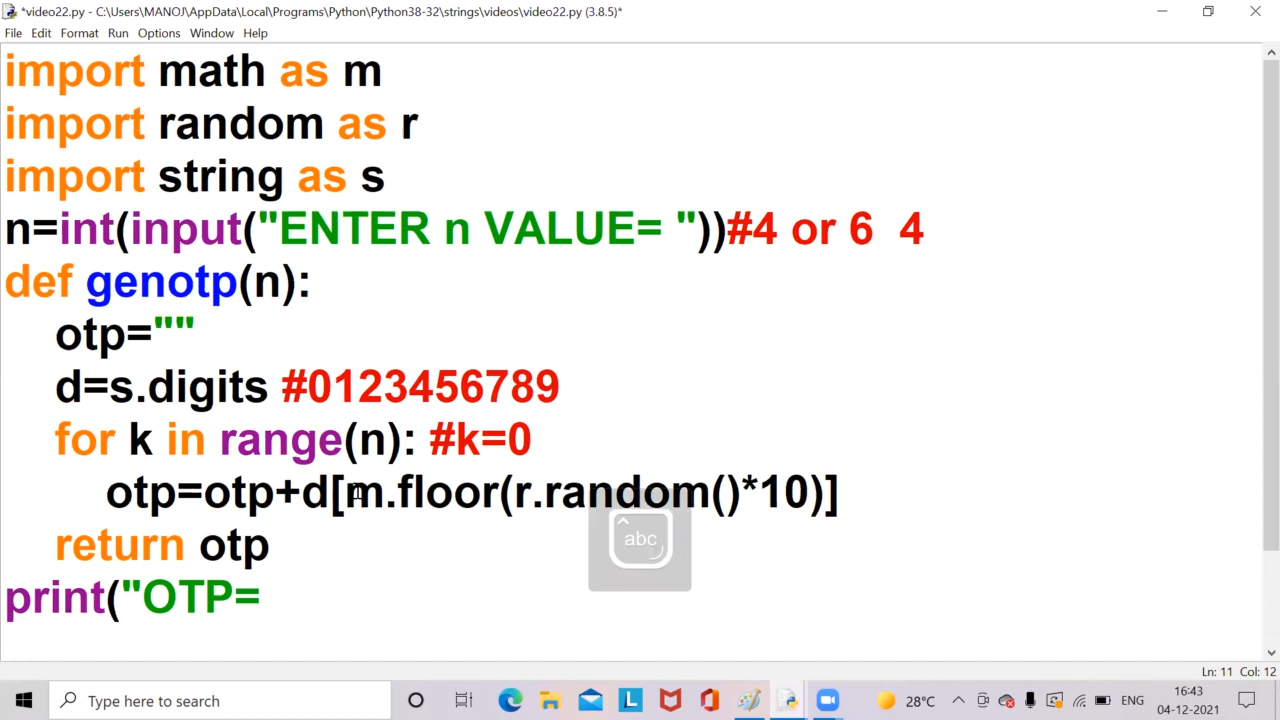 *video22.py - C:\Users\MANOJ\AppData\Local\Programs\Python\Python38-32\strings\videos\video22.py (3.8.5)*
File Edit Format Run Options Window Help
import math as m
import random as r
import string as s
n=int(input("ENTER n VALUE= "))#4 or 6  4
def genotp(n):
    otp=""
    d=s.digits #0123456789
    for k in range(n): #k=0
        otp=otp+d[m.floor(r.random()*10)]
    return otp
print("OTP=
abc
Ln: 11 Col: 12
Type here to search
L
28°C
ENG
16:43
04-12-2021